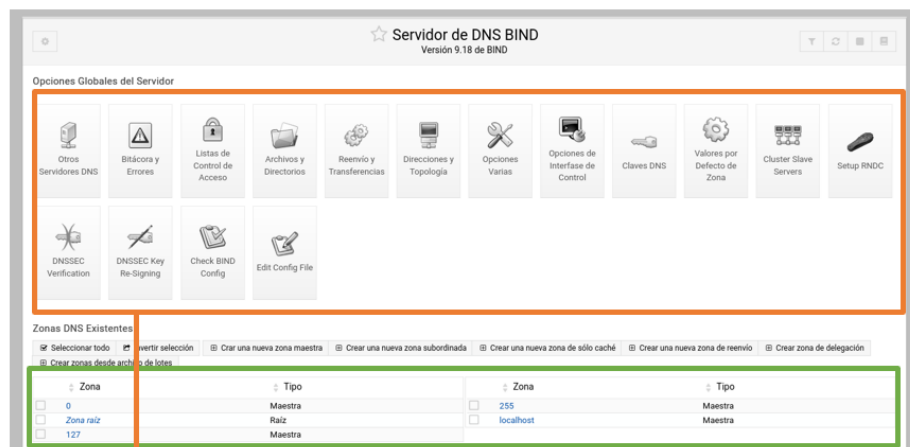 Servidor de DNS BIND
Versión 9.18 de BIND
Opciones Globales del Servidor
Otros Servidores DNS
Bitácora y Errores
Listas de Control de Acceso
Archivos y Directorios
Reenvío y Transferencias
Direcciones y Topología
Opciones Varias
Opciones de Interfase de Control
Claves DNS
Valores por Defecto de Zona
Cluster Slave Servers
Setup RNDC
DNSSEC Verification
DNSSEC Key Re-Signing
Check BIND Config
Edit Config File
Zonas DNS Existentes
Seleccionar todo vertir selección Crar una nueva zona maestra Crear una nueva zona subordinada Crear una nueva zona de sólo caché Crear una nueva zona de reenvío Crear zona de delegación
Crear zonas desde archivo de lotes
Zona Tipo Zona Tipo
0 Maestra 255 Maestra
Zona raíz Raíz localhost Maestra
127 Maestra